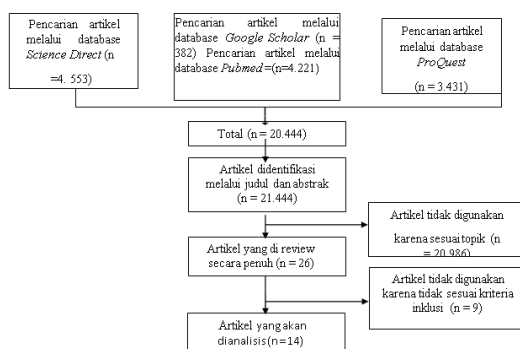 Pencarian artikel
melalui database
Science Direct (n
=4. 553)
Pencarian artikel melalui
database Google Scholar (n =
382) Pencarian artikel melalui
database Pubmed=(n=4.221)
Pencarian artikel
melalui database
ProQuest
(n = 3.431)
Total (n = 20.444)
Artikel didentifikasi
melalui judul dan abstrak
(n = 21.444)
Artikel tidak digunakan
karena sesuai topik (n
= 20.986)
Artikel yang di review
secara penuh (n = 26)
Artikel tidak digunakan
karena tidak sesuai kriteria
inklusi (n = 9)
Artikel yang akan
dianalisis (n=14)